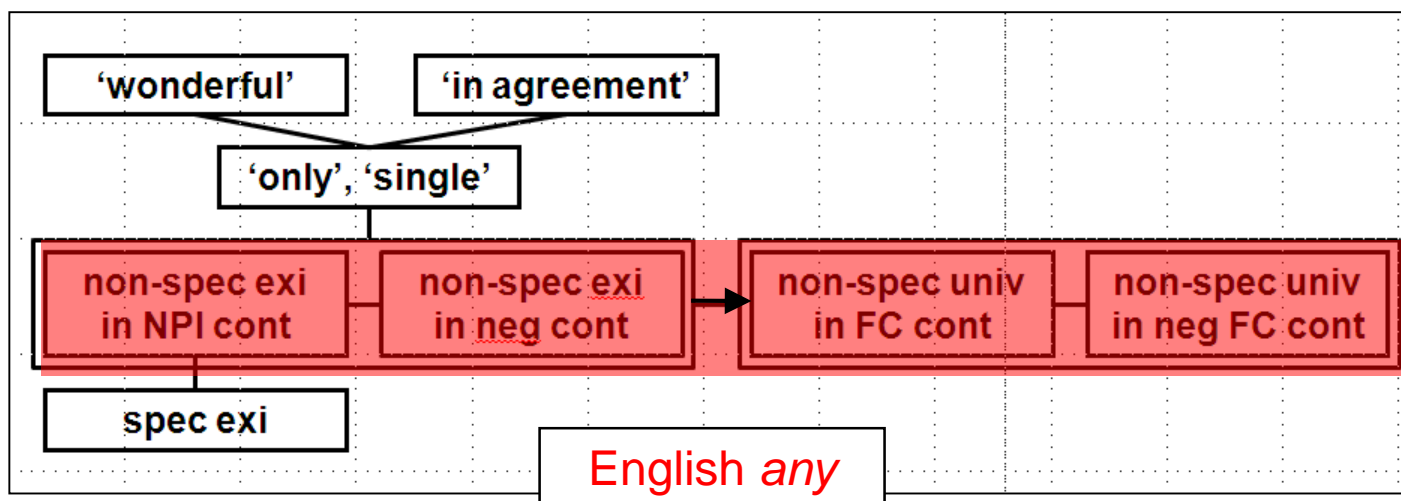 ‘wonderful’
‘in agreement’
‘only’, ‘single’
non-spec exi
in NPI cont
non-spec exi
in neg cont
non-spec univ
in FC cont
non-spec univ
in neg FC cont
spec exi
English any